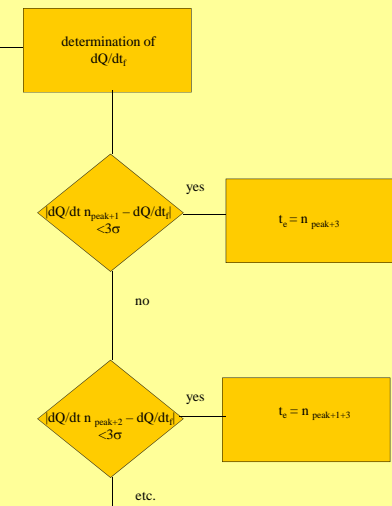 determination of
dQ/dt_f
|dQ/dt n_peak+1 – dQ/dt_f|
<3σ
yes
t_e = n_peak+3
no
|dQ/dt n_peak+2 – dQ/dt_f|
<3σ
yes
t_e = n_peak+1+3
etc.